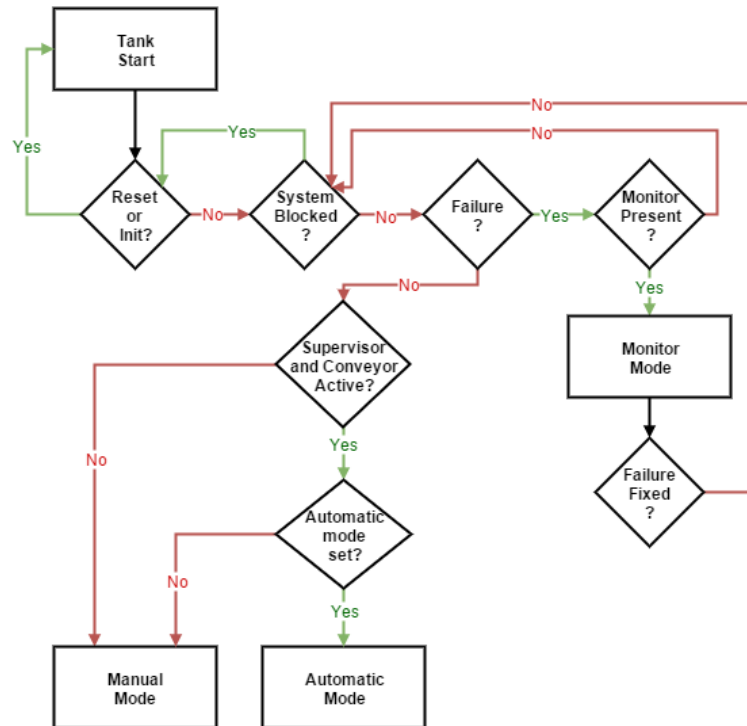 Tank
Start
No
No
Yes
Yes
Reset
or
Init?
No
System
Blocked
?
No
Failure
?
Yes
Monitor
Present
?
No
Yes
Supervisor
and Conveyor
Active?
Monitor
Mode
No
Yes
Failure
Fixed
?
Automatic
mode
set?
No
Yes
Manual
Mode
Automatic
Mode